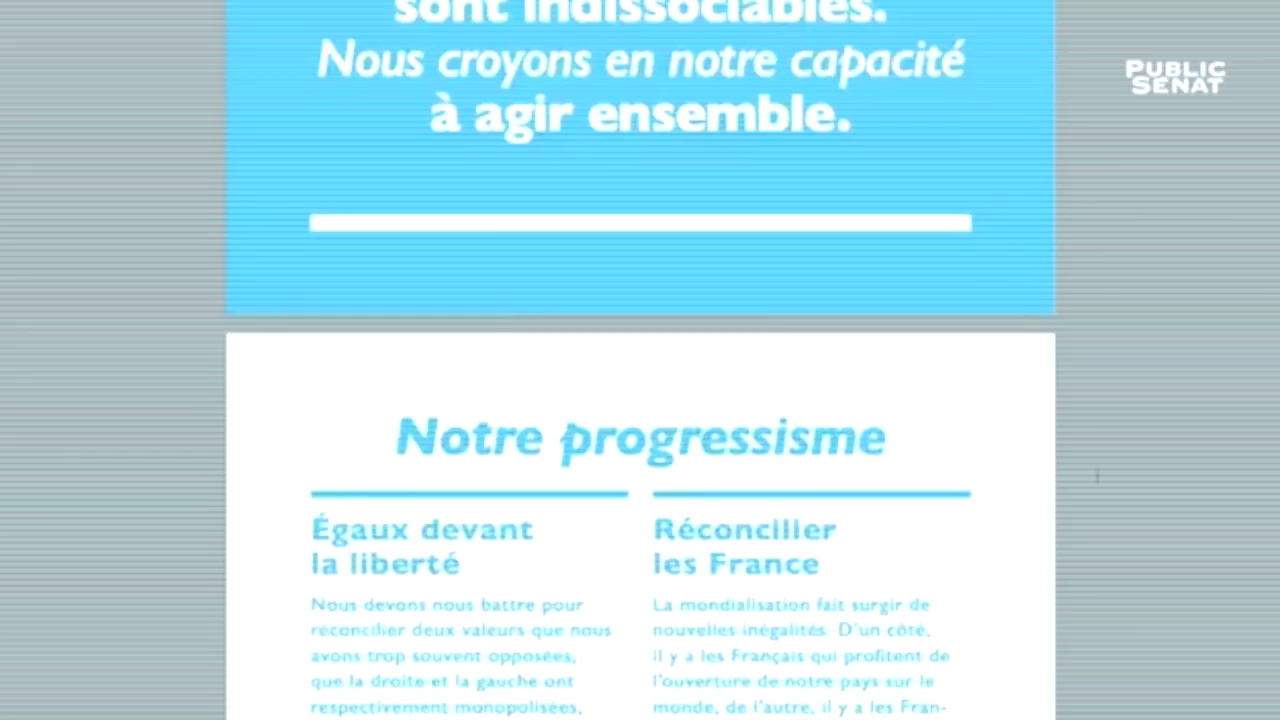 sont indissociables.
Nous croyons en notre capacité
à agir ensemble.
PUBLIC
SENAT
Notre progressisme
Égaux devant
la liberté
Nous devons nous battre pour
réconcilier deux valeurs que nous
avons trop souvent opposées,
que la droite et la gauche ont
respectivement monopolisées,
Réconcilier
les France
La mondialisation fait surgir de
nouvelles inégalités. D'un côté,
il y a les Français qui profitent de
l'ouverture de notre pays sur le
monde, de l'autre, il y a les Fran-